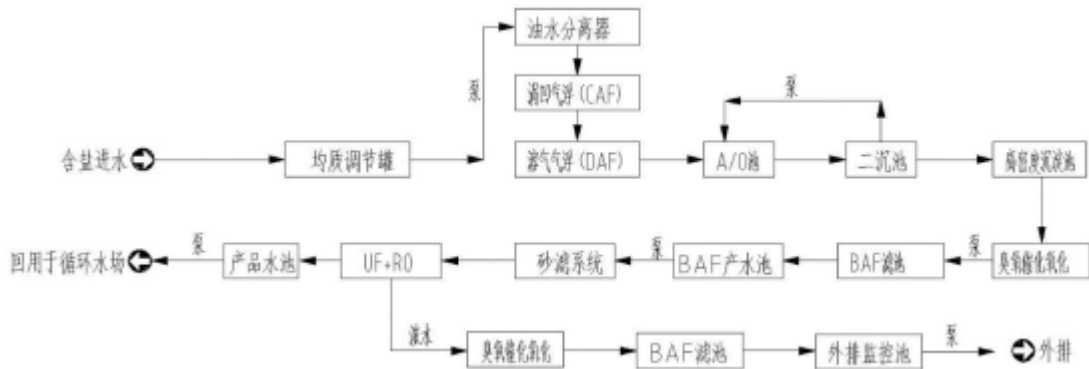 油水分离器
泵
涡凹气浮(CAF)
泵
含盐进水
均质调节罐
溶气气浮(DAF)
A/O池
二沉池
高密度沉淀池
回用于循环水场
泵
产品水池
UF+RO
砂滤系统
泵
BAF产水池
BAF滤池
泵
臭氧催化氧化
浓水
臭氧催化氧化
BAF滤池
外排监控池
泵
外排